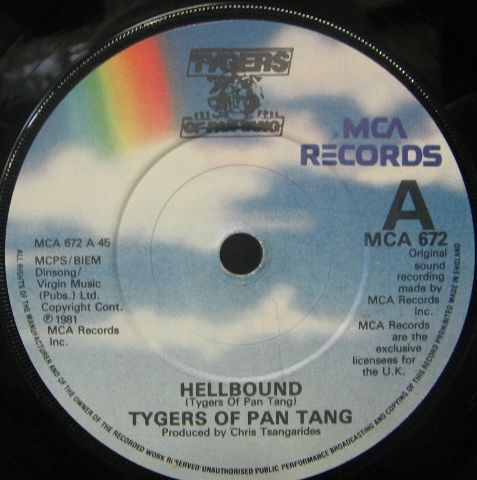 TYGERS
OF PAN TANG
MCA
RECORDS
A
MCA 672
MCA 672 A 45
MCPS/BIEM
Dinsong/
Virgin Music
(Pubs.) Ltd.
Copyright Cont.
℗ 1981
MCA Records
Inc.
Original
sound
recording
made by
MCA Records
Inc.
MCA Records
are the
exclusive
licensees for
the U.K.
HELLBOUND
(Tygers Of Pan Tang)
TYGERS OF PAN TANG
Produced by Chris Tsangarides
ALL RIGHTS OF THE MANUFACTURER AND OF THE OWNER OF THE RECORDED WORK RESERVED UNAUTHORISED PUBLIC PERFORMANCE BROADCASTING AND COPYING OF THIS RECORD PROHIBITED MADE IN ENGLAND